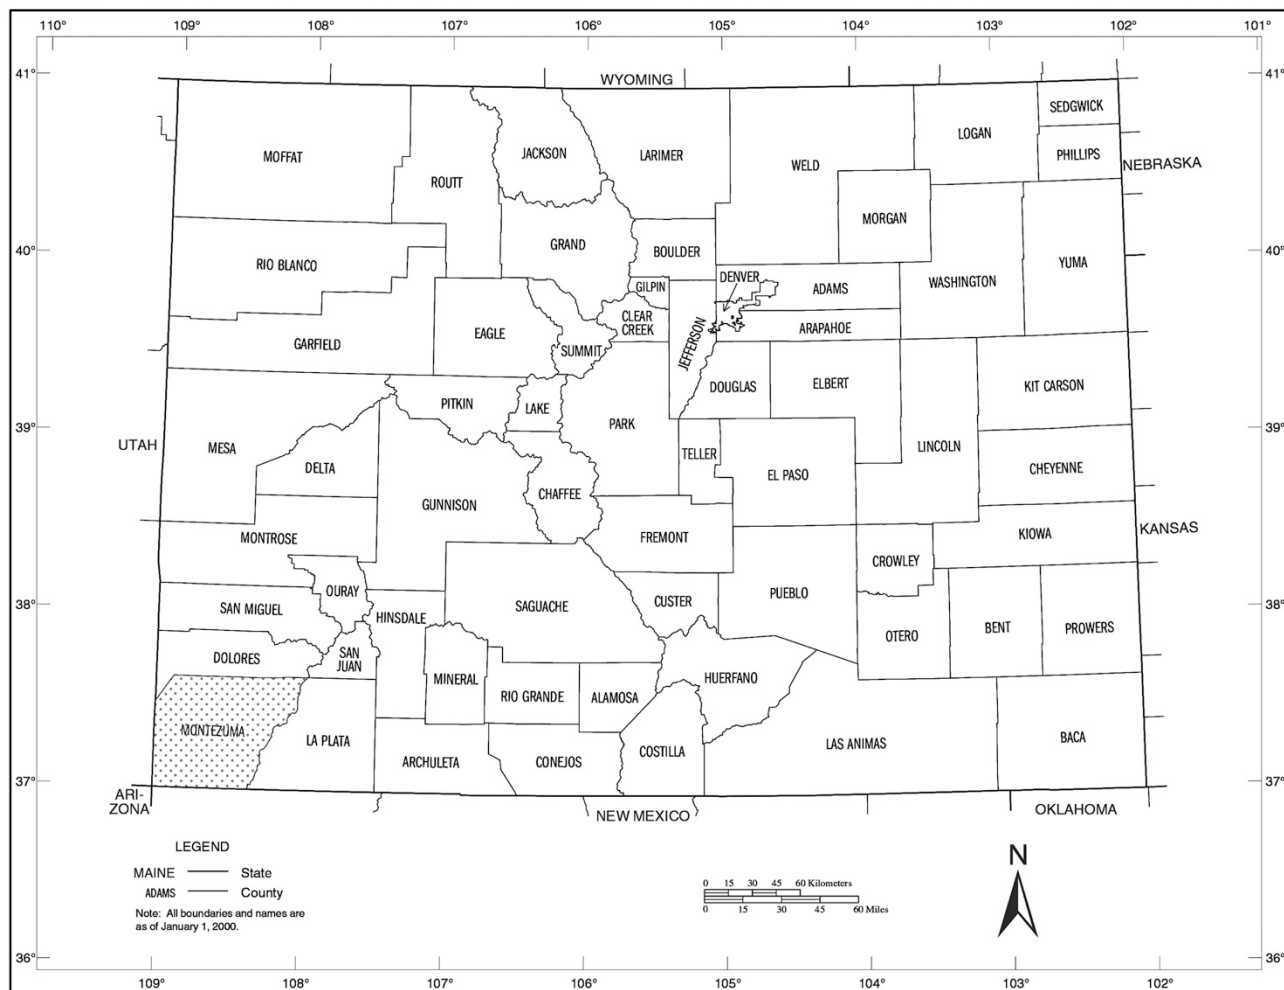 110°
109°
108°
107°
106°
105°
104°
103°
102°
101°
41°
41°
WYOMING
SEDGWICK
LOGAN
JACKSON
LARIMER
MOFFAT
PHILLIPS
NEBRASKA
WELD
ROUTT
MORGAN
GRAND
40°
40°
BOULDER
RIO BLANCO
YUMA
DENVER
WASHINGTON
GILPIN
ADAMS
CLEAR
CREEK
ARAPAHOE
EAGLE
JEFFERSON
GARFIELD
SUMMIT
DOUGLAS
ELBERT
KIT CARSON
PITKIN
LAKE
PARK
39°
39°
UTAH
MESA
LINCOLN
TELLER
DELTA
CHEYENNE
EL PASO
CHAFFEE
GUNNISON
KANSAS
KIOWA
MONTROSE
FREMONT
CROWLEY
OURAY
PUEBLO
CUSTER
38°
38°
SAN MIGUEL
SAGUACHE
HINSDALE
BENT
PROWERS
OTERO
SAN
JUAN
DOLORES
MINERAL
HUERFANO
RIO GRANDE
ALAMOSA
MONTEZUMA
LA PLATA
LAS ANIMAS
BACA
COSTILLA
ARCHULETA
CONEJOS
37°
37°
ARI-
ZONA
NEW MEXICO
OKLAHOMA
LEGEND
MAINE State
ADAMS County
Note: All boundaries and names are
as of January 1, 2000.
0 15 30 45 60 Kilometers
0 15 30 45 60 Miles
N
36°
36°
109°
108°
107°
106°
105°
104°
103°
102°